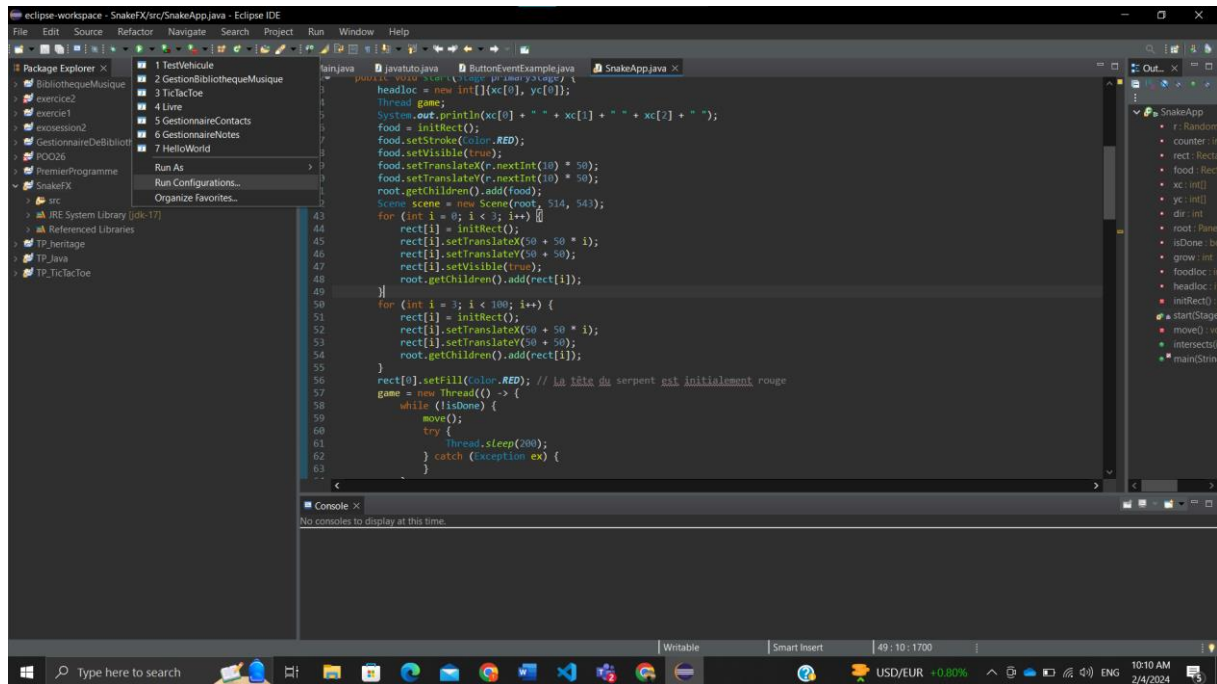 eclipse-workspace - SnakeFX/src/SnakeApp.java - Eclipse IDE
File Edit Source Refactor Navigate Search Project Run Window Help
Package Explorer
BibliothequeMusique
exercice2
exercie1
exosession2
GestionnaireDeBiblioth
POO26
PremierProgramme
SnakeFX
src
JRE System Library [jdk-17]
Referenced Libraries
TP_heritage
TP_Java
TP_TicTacToe
1 TestVehicule
2 GestionBibliothequeMusique
3 TicTacToe
4 Livre
5 GestionnaireContacts
6 GestionnaireNotes
7 HelloWorld
Run As
Run Configurations...
Organize Favorites...
Main.java javatuto.java ButtonEventExample.java SnakeApp.java
public void start(Stage primaryStage) {
headloc = new int[]{xc[0], yc[0]};
Thread game;
System.out.println(xc[0] + " " + xc[1] + " " + xc[2] + " ");
food = initRect();
food.setStroke(Color.RED);
food.setVisible(true);
food.setTranslateX(r.nextInt(10) * 50);
food.setTranslateY(r.nextInt(10) * 50);
root.getChildren().add(food);
Scene scene = new Scene(root, 514, 543);
43 for (int i = 0; i < 3; i++) {
44 rect[i] = initRect();
45 rect[i].setTranslateX(50 + 50 * i);
46 rect[i].setTranslateY(50 + 50);
47 rect[i].setVisible(true);
48 root.getChildren().add(rect[i]);
49 }
50 for (int i = 3; i < 100; i++) {
51 rect[i] = initRect();
52 rect[i].setTranslateX(50 + 50 * i);
53 rect[i].setTranslateY(50 + 50);
54 root.getChildren().add(rect[i]);
55 }
56 rect[0].setFill(Color.RED); // La tête du serpent est initialement rouge
57 game = new Thread(() -> {
58 while (!isDone) {
59 move();
60 try {
61 Thread.sleep(200);
62 } catch (Exception ex) {
63 }
Out...
SnakeApp
r : Random
counter : in
rect : Recta
food : Rec
xc : int[]
yc : int[]
dir : int
root : Pane
isDone : bo
grow : int
foodloc : i
headloc : i
initRect() :
start(Stage
move() : v
intersects(
main(Strin
Console
No consoles to display at this time.
Writable Smart Insert 49 : 10 : 1700
Type here to search
USD/EUR +0.80% ENG 10:10 AM
2/4/2024